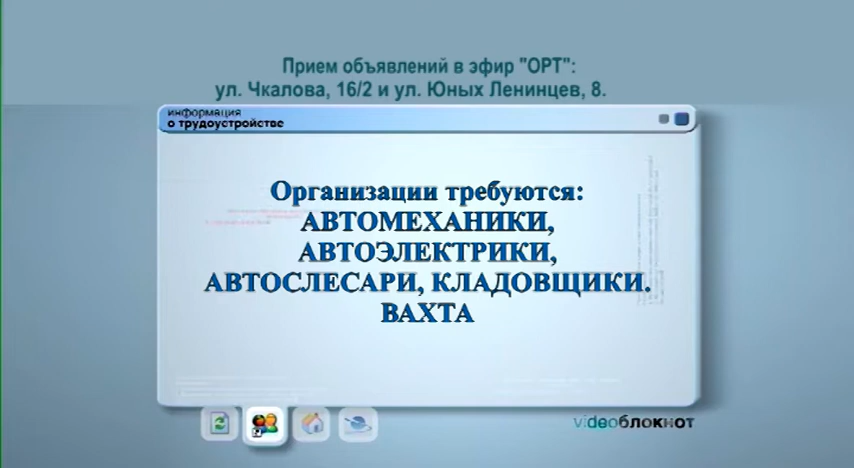 Прием объявлений в эфир "ОРТ":
ул. Чкалова, 16/2 и ул. Юных Ленинцев, 8.
информация
о трудоустройстве
Организации требуются:
АВТОМЕХАНИКИ,
АВТОЭЛЕКТРИКИ,
АВТОСЛЕСАРИ, КЛАДОВЩИКИ.
ВАХТА
videoблокнот